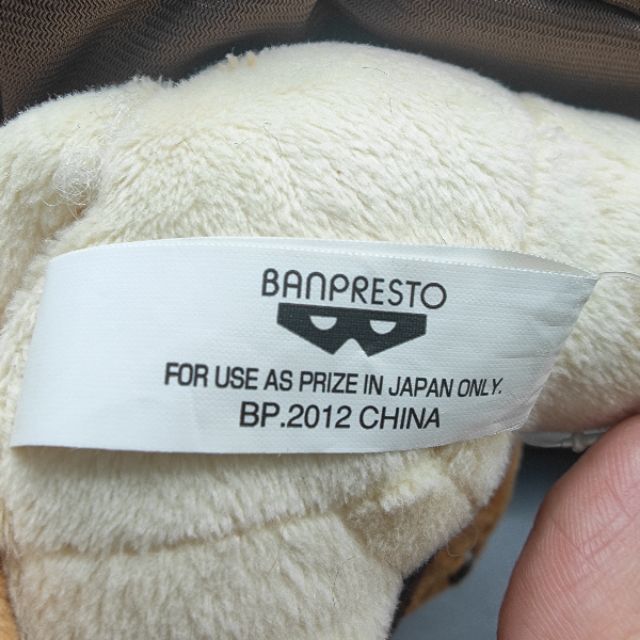 BANPRESTO
FOR USE AS PRIZE IN JAPAN ONLY.
BP.2012 CHINA